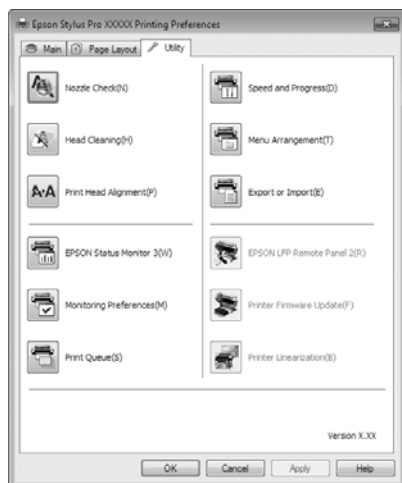 Epson Stylus Pro XXXXX Printing Preferences
Main
Page Layout
Utility
Nozzle Check(N)
Speed and Progress(D)
Head Cleaning(H)
Menu Arrangement(T)
Print Head Alignment(P)
Export or Import(E)
EPSON Status Monitor 3(W)
EPSON LFP Remote Panel 2(R)
Monitoring Preferences(M)
Printer Firmware Update(F)
Print Queue(S)
Printer Linearization(B)
Version X.XX
OK
Cancel
Apply
Help